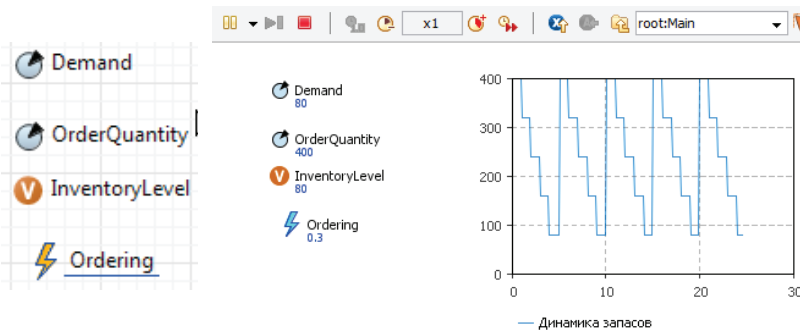 Demand
OrderQuantity
InventoryLevel
Ordering
x1
root:Main
Demand
80
OrderQuantity
400
InventoryLevel
80
Ordering
0.3
400
300
200
100
0
0
10
20
30
Динамика запасов